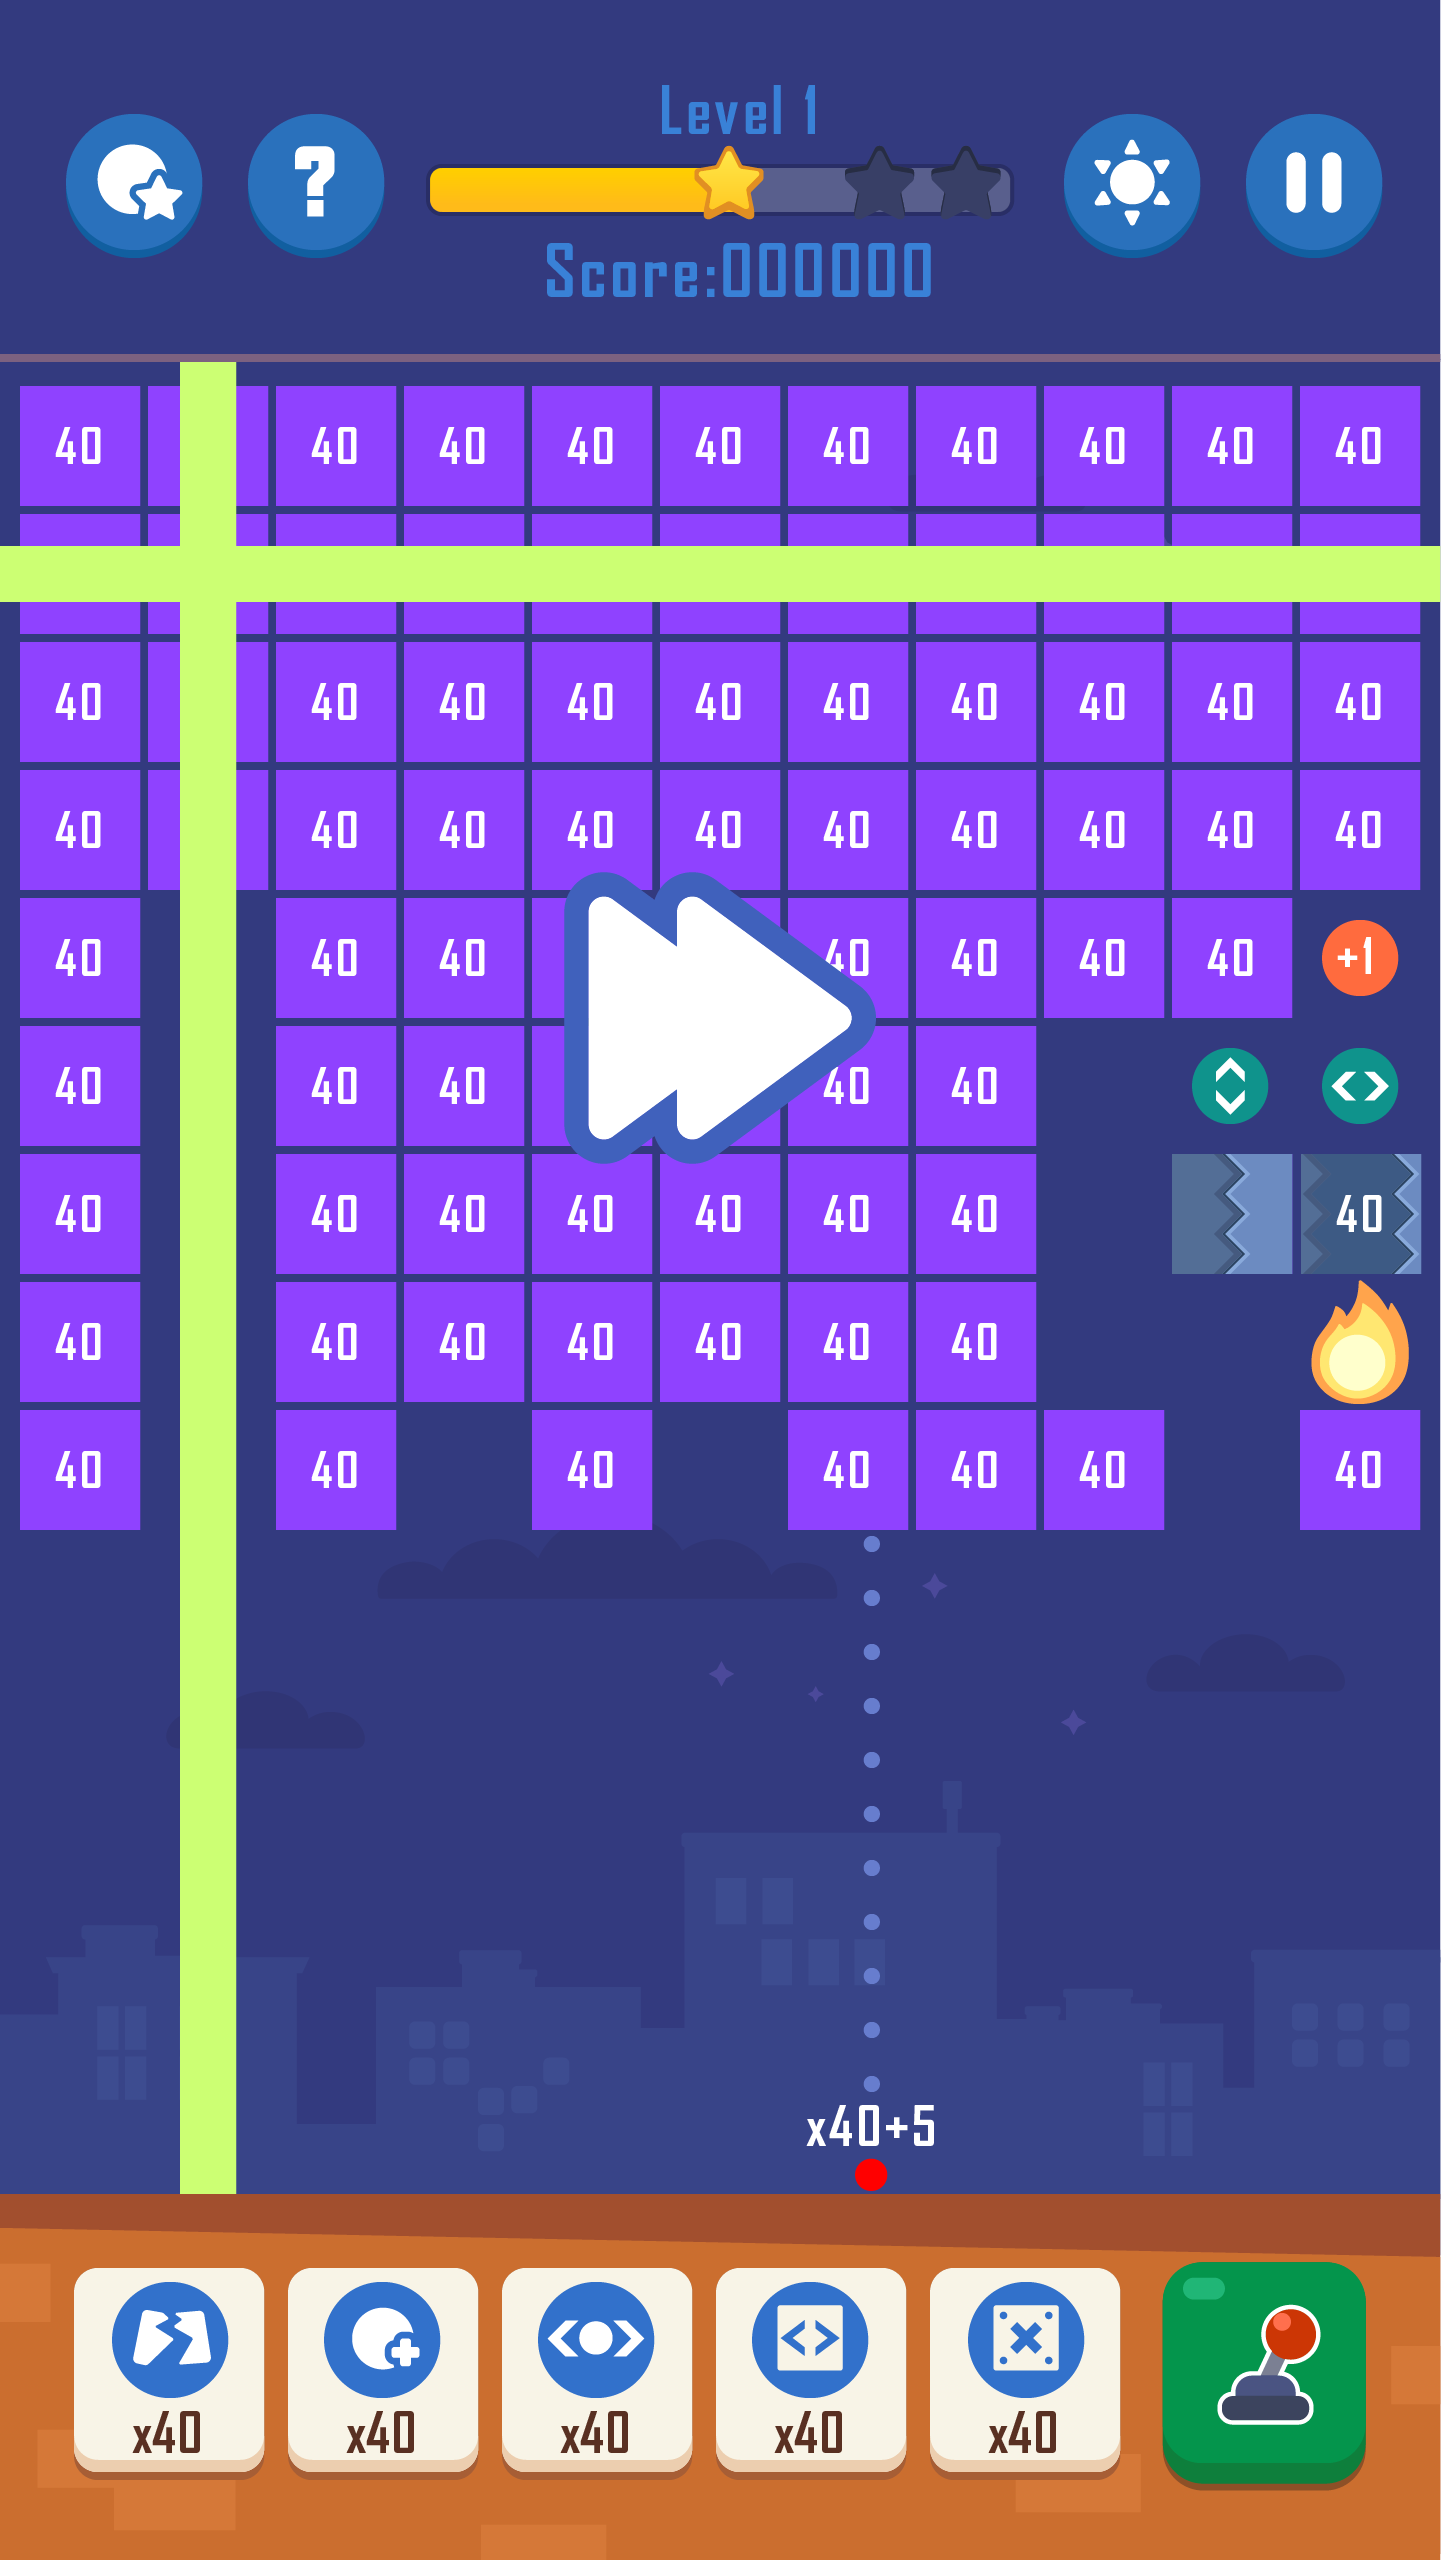 Level 1
?
Score:000000
40 40 40 40 40 40 40 40 40 40
40 40 40 40 40 40 40 40 40 40
40 40 40 40 40 40 40 40 40 40
40 40 40 40 40 40 40 +1
40 40 40 40 40
40 40 40 40 40 40 40 40
40 40 40 40 40 40 40
40 40 40 40 40 40 40
x40+5
x40 x40 x40 x40 x40